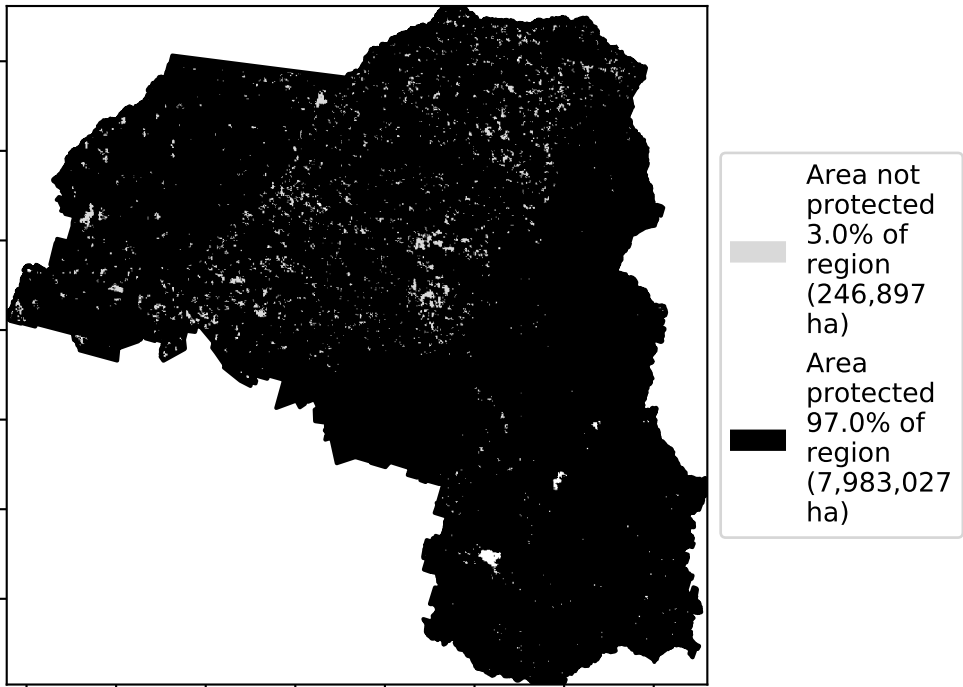 Area not
protected
3.0% of
region
(246,897
ha)
Area
protected
97.0% of
region
(7,983,027
ha)